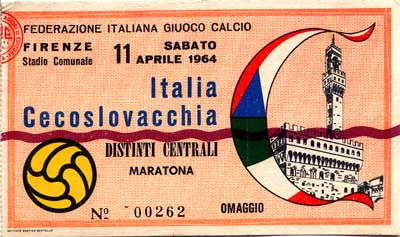 FEDERAZIONE ITALIANA GIUOCO CALCIO
FIRENZE
Stadio Comunale
11 SABATO
APRILE 1964
Italia
Cecoslovacchia
DISTINTI CENTRALI
MARATONA
Nº 00262
OMAGGIO